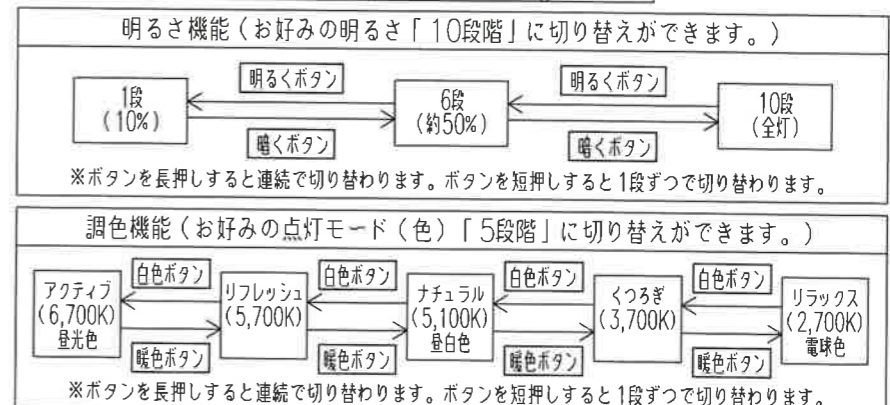 明るさ機能(お好みの明るさ「10段階」に切り替えができます。)
明るくボタン 明るくボタン
1段 6段 10段
(10%) (約50%) (全灯)
暗くボタン 暗くボタン
※ボタンを長押しすると連続で切り替わります。ボタンを短押しすると1段ずつで切り替わります。
調色機能(お好みの点灯モード(色)「5段階」に切り替えができます。)
白色ボタン 白色ボタン 白色ボタン 白色ボタン
アクティブ リフレッシュ ナチュラル くつろぎ リラックス
(6,700K) (5,700K) (5,100K) (3,700K) (2,700K)
昼光色 昼白色 電球色
暖色ボタン 暖色ボタン 暖色ボタン 暖色ボタン
※ボタンを長押しすると連続で切り替わります。ボタンを短押しすると1段ずつで切り替わります。